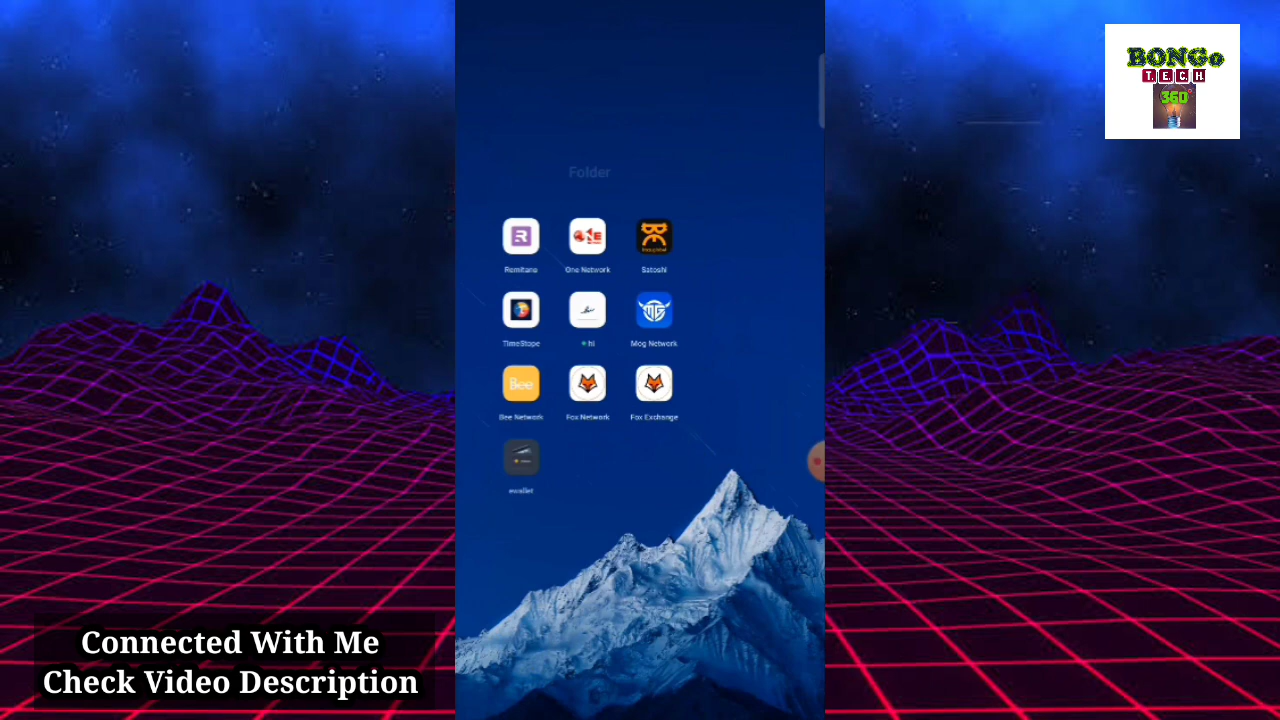 BONGo
T.E.C.H
360°
Folder
Remitano
One Network
Satoshi
TimeStope
hi
Mog Network
Bee
Bee Network
Fox Network
Fox Exchange
ewallet
Connected With Me
Check Video Description